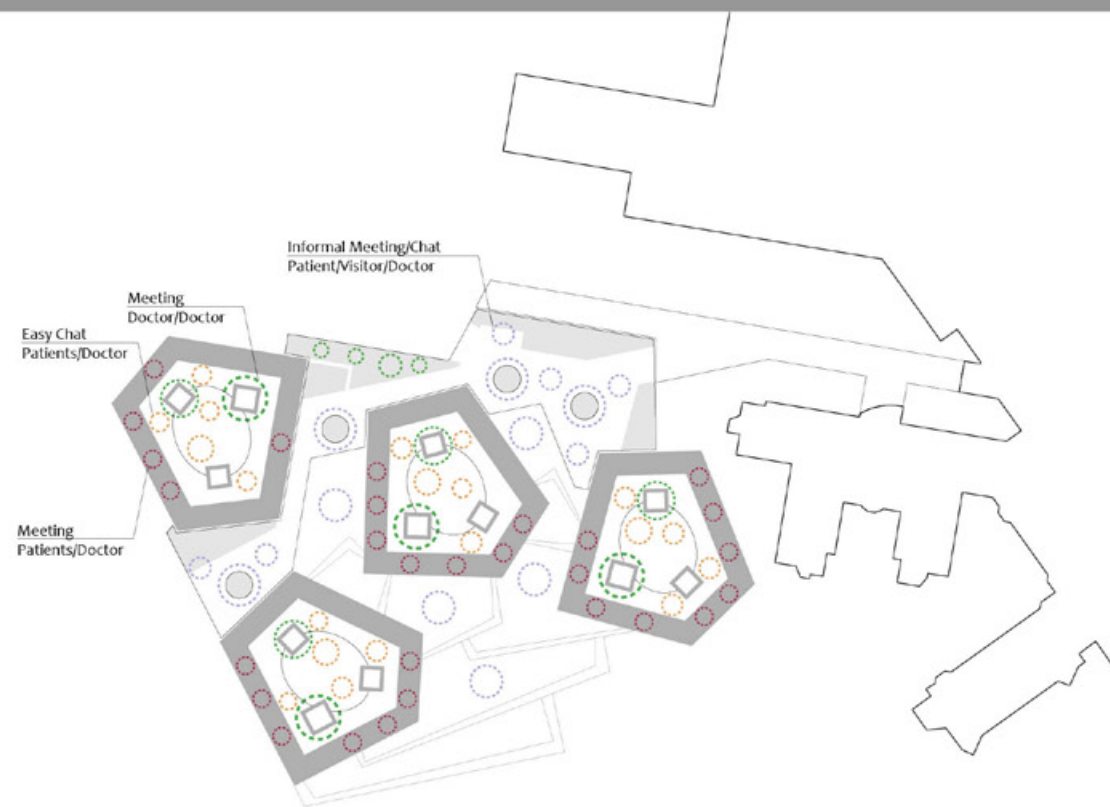 Informal Meeting/Chat
Patient/Visitor/Doctor
Meeting
Doctor/Doctor
Easy Chat
Patients/Doctor
Meeting
Patients/Doctor